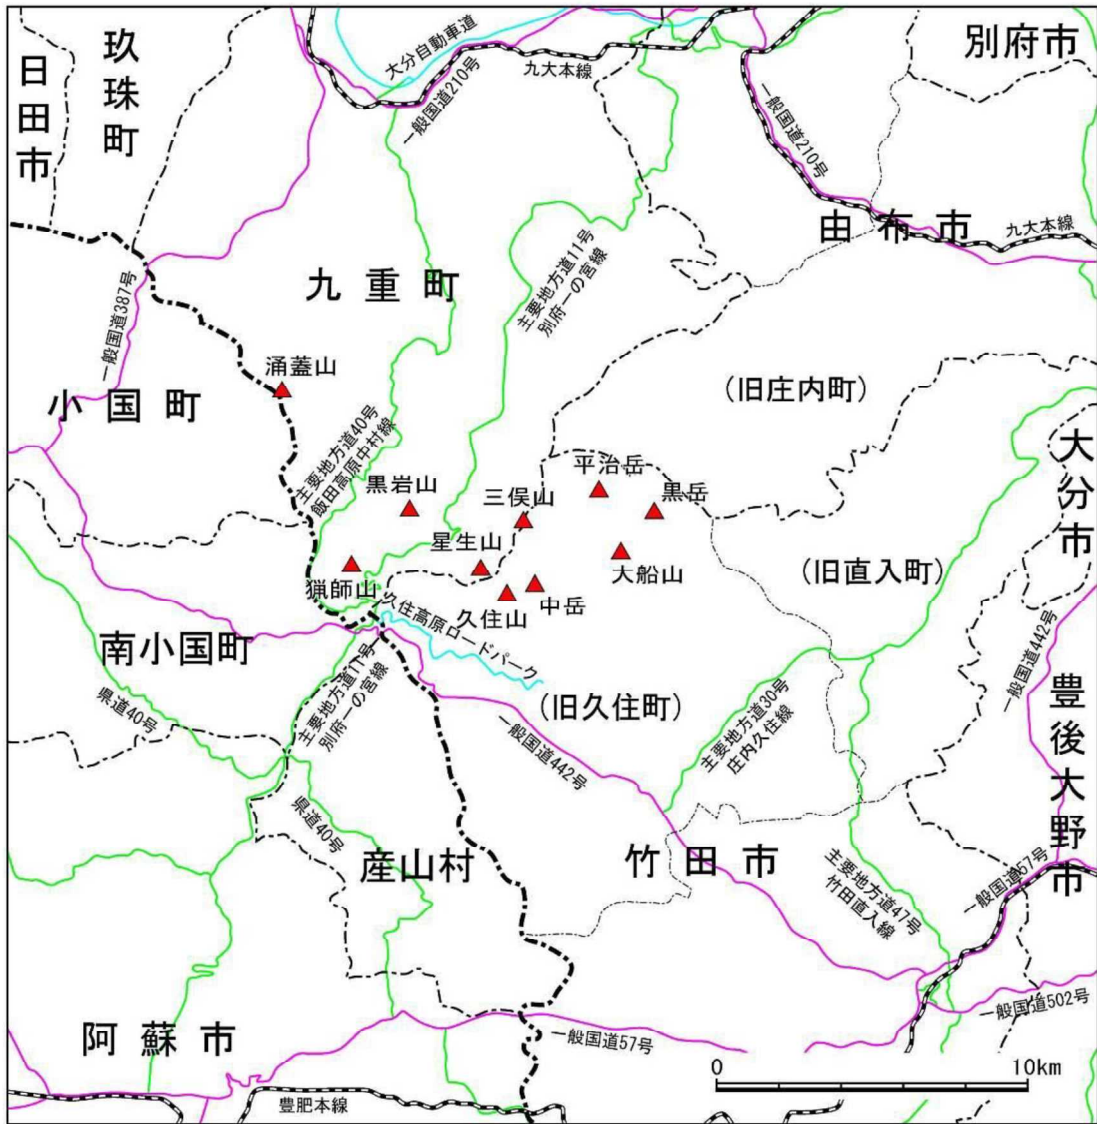 玖珠町
日田市
大分自動車道
九大本線
一般国道210号
別府市
一般国道210号
由布市
九大本線
九重町
主要地方道11号
別府一の宮線
一般国道387号
涌蓋山
小国町
主要地方道40号
飯田高原中村線
(旧庄内町)
大分市
平治岳
黒岩山
三俣山
黒岳
星生山
大船山
(旧直入町)
猟師山
久住山
中岳
久住高原ロードパーク
南小国町
主要地方道11号
別府一の宮線
県道40号
(旧久住町)
一般国道442号
一般国道442号
主要地方道30号
庄内久住線
豊後大野市
県道40号
産山村
竹田市
主要地方道47号
竹田直入線
一般国道57号
一般国道502号
阿蘇市
一般国道57号
0
10km
豊肥本線